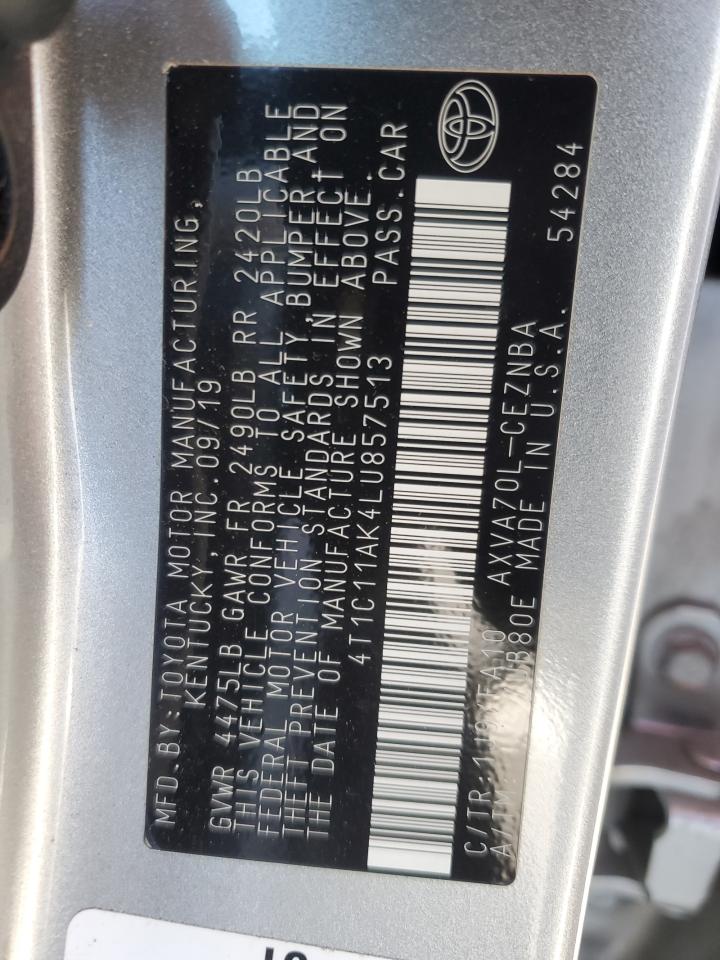 MFD.BY:TOYOTA MOTOR MANUFACTURING,
KENTUCKY,INC.09/19
GVWR 4475LB GAWR FR 2490LB RR 2420LB
THIS VEHICLE CONFORMS TO ALL APPLICABLE
FEDERAL MOTOR VEHICLE SAFETY,BUMPER,AND
THEFT PREVENTION STANDARDS IN EFFECT ON
THE DATE OF MANUFACTURE SHOWN ABOVE.
4T1C11AK4LU857513 PASS.CAR
C/TR: AXVA70L-CEZNBA
MADE IN U.S.A. 54284